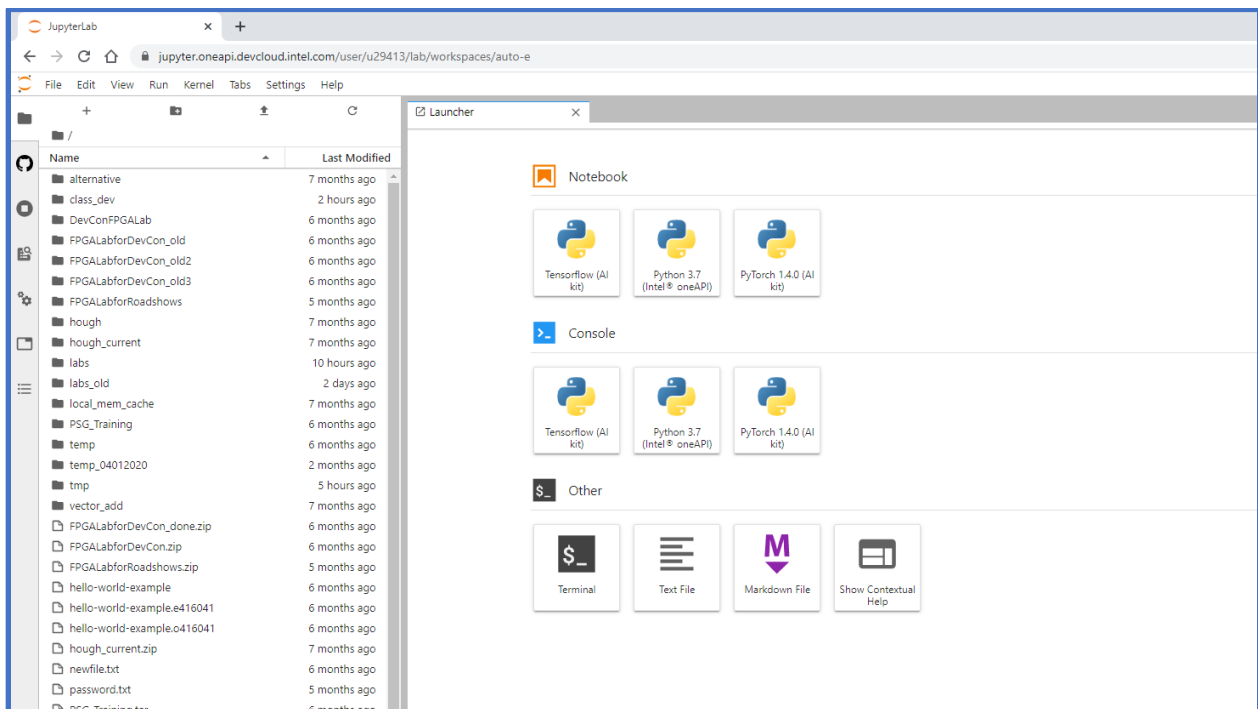 JupyterLab
jupyter.oneapi.devcloud.intel.com/user/u29413/lab/workspaces/auto-e
File Edit View Run Kernel Tabs Settings Help
Launcher
/
Name Last Modified
alternative 7 months ago
class_dev 2 hours ago
DevConFPGALab 6 months ago
FPGALabforDevCon_old 6 months ago
FPGALabforDevCon_old2 6 months ago
FPGALabforDevCon_old3 6 months ago
FPGALabforRoadshows 5 months ago
hough 7 months ago
hough_current 7 months ago
labs 10 hours ago
labs_old 2 days ago
local_mem_cache 7 months ago
PSG_Training 6 months ago
temp 6 months ago
temp_04012020 2 months ago
tmp 5 hours ago
vector_add 7 months ago
FPGALabforDevCon_done.zip 6 months ago
FPGALabforDevCon.zip 6 months ago
FPGALabforRoadshows.zip 5 months ago
hello-world-example 6 months ago
hello-world-example.e416041 6 months ago
hello-world-example.o416041 6 months ago
hough_current.zip 7 months ago
newfile.txt 6 months ago
password.txt 5 months ago
PSG_Training.tar 6 months ago
Notebook
Tensorflow (AI
kit)
Python 3.7
(Intel® oneAPI)
PyTorch 1.4.0 (AI
kit)
Console
Tensorflow (AI
kit)
Python 3.7
(Intel® oneAPI)
PyTorch 1.4.0 (AI
kit)
$_ Other
$_
Terminal
Text File
M
Markdown File
Show Contextual
Help